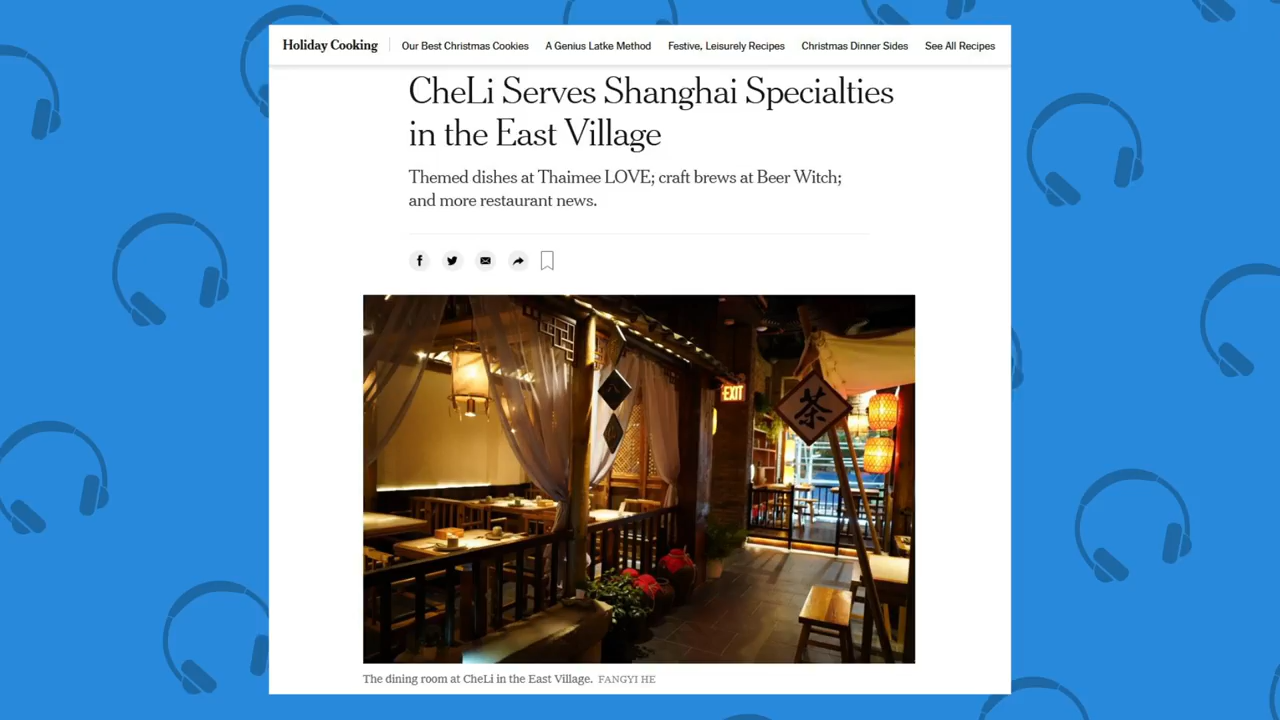 Holiday Cooking
Our Best Christmas Cookies
A Genius Latke Method
Festive, Leisurely Recipes
Christmas Dinner Sides
See All Recipes
CheLi Serves Shanghai Specialties
in the East Village
Themed dishes at Thaimee LOVE; craft brews at Beer Witch;
and more restaurant news.
EXIT
茶
The dining room at CheLi in the East Village. FANGYI HE